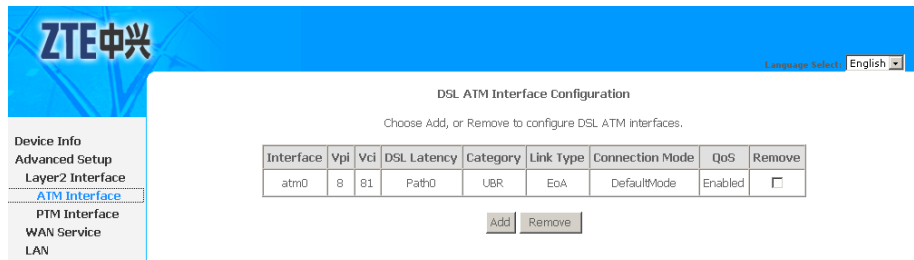 ZTE中兴
Language Select: English
DSL ATM Interface Configuration
Choose Add, or Remove to configure DSL ATM interfaces.
Device Info
Advanced Setup
Layer2 Interface
ATM Interface
PTM Interface
WAN Service
LAN
Interface Vpi Vci DSL Latency Category Link Type Connection Mode QoS Remove
atm0 8 81 Path0 UBR EoA DefaultMode Enabled
Add Remove